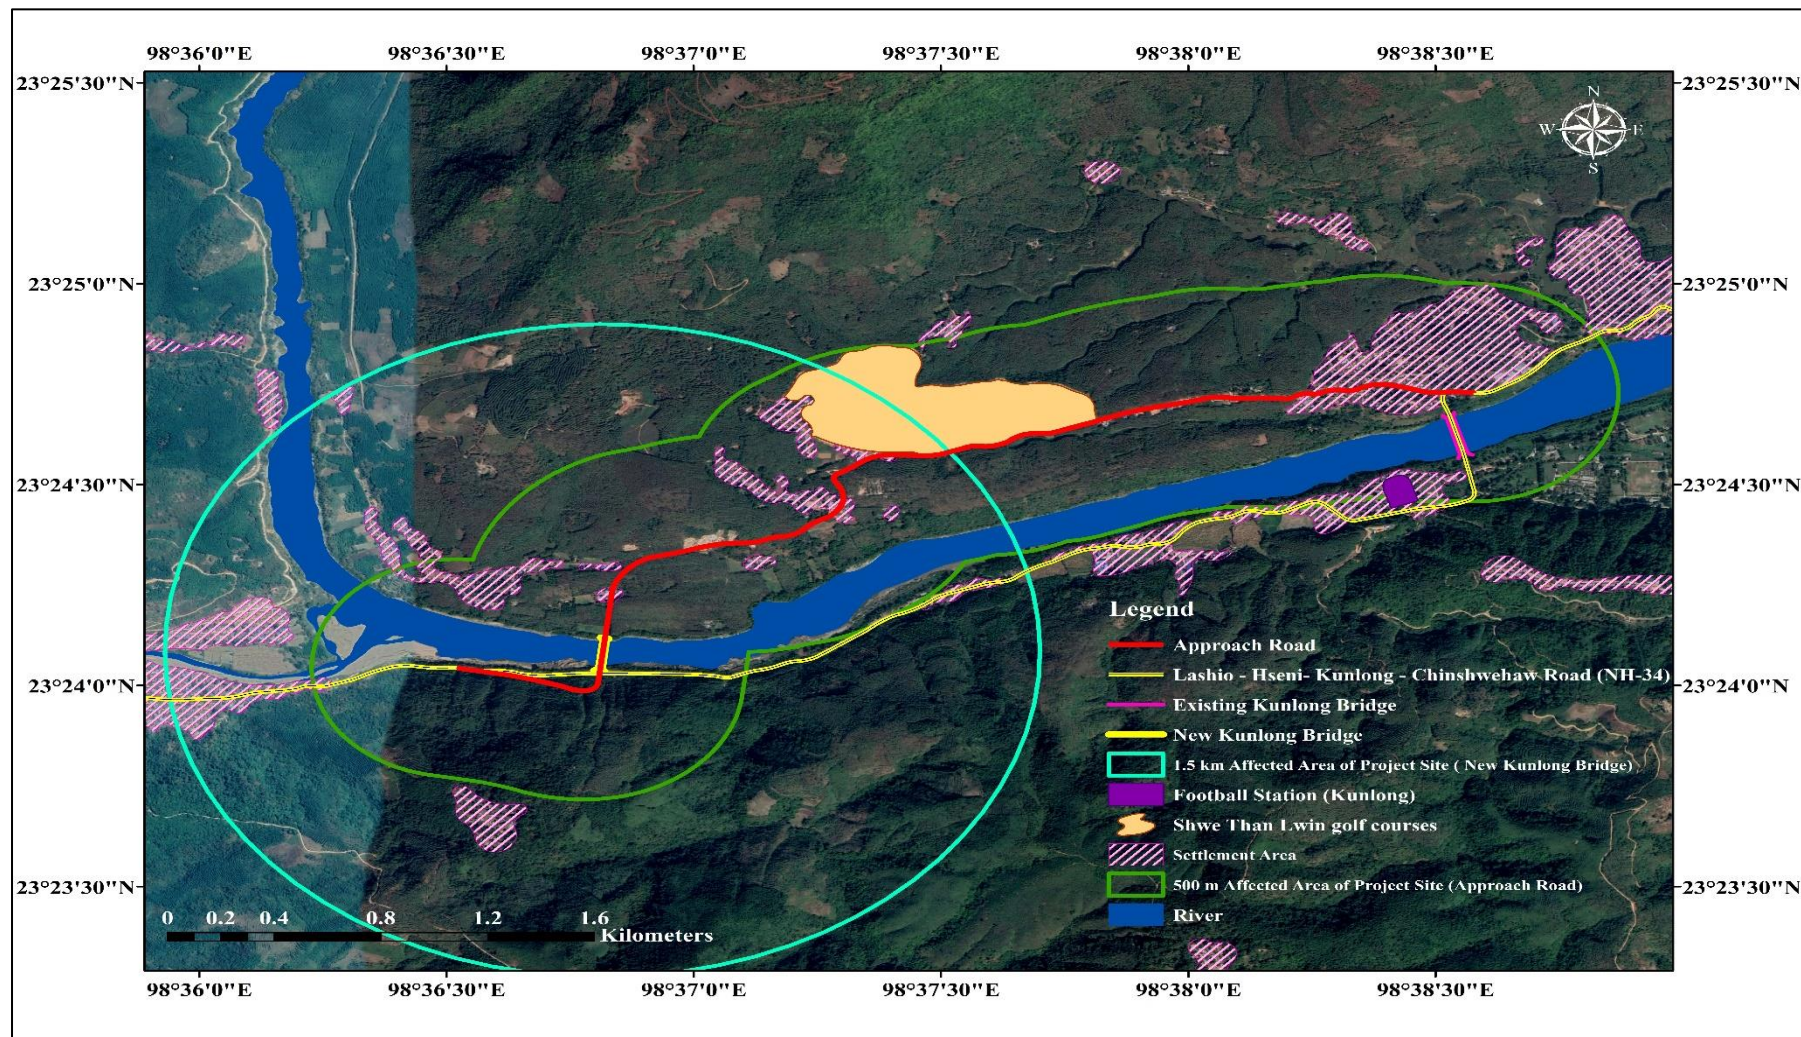 98°36'0"E 98°36'30"E 98°37'0"E 98°37'30"E 98°38'0"E 98°38'30"E
23°25'30"N 23°25'30"N
N
W E
S
23°25'0"N 23°25'0"N
23°24'30"N 23°24'30"N
Legend
Approach Road
Lashio - Hseni- Kunlong - Chinshwehaw Road (NH-34)
23°24'0"N 23°24'0"N
Existing Kunlong Bridge
New Kunlong Bridge
1.5 km Affected Area of Project Site ( New Kunlong Bridge)
Football Station (Kunlong)
Shwe Than Lwin golf courses
Settlement Area
23°23'30"N 23°23'30"N
500 m Affected Area of Project Site (Approach Road)
River
0 0.2 0.4 0.8 1.2 1.6
Kilometers
98°36'0"E 98°36'30"E 98°37'0"E 98°37'30"E 98°38'0"E 98°38'30"E